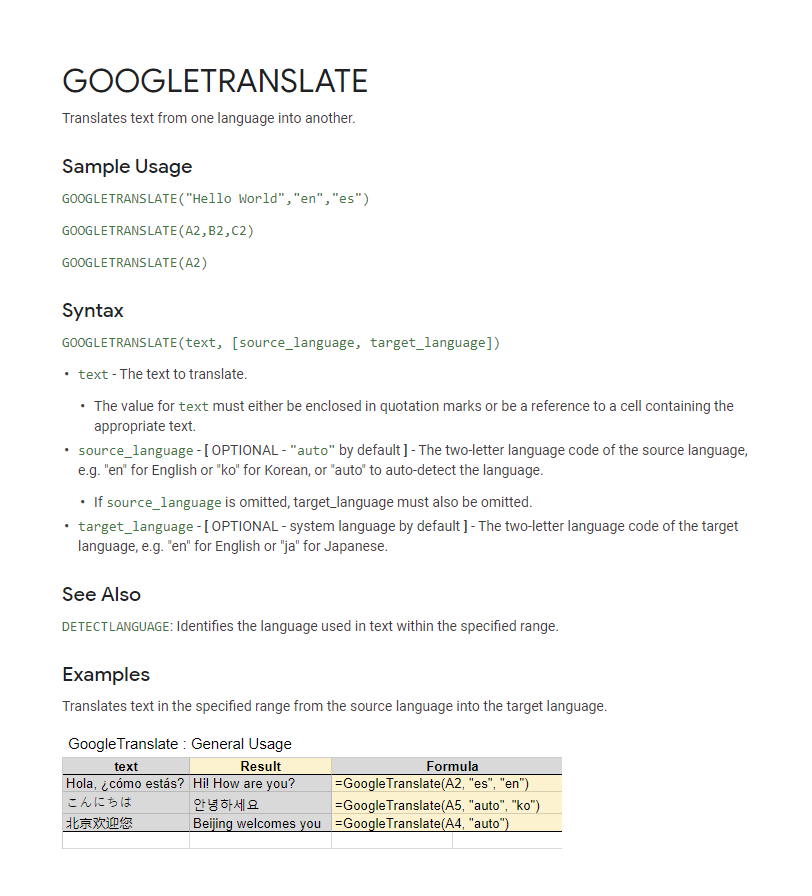 GOOGLETRANSLATE
Translates text from one language into another.
Sample Usage
GOOGLETRANSLATE("Hello World","en","es")
GOOGLETRANSLATE(A2,B2,C2)
GOOGLETRANSLATE(A2)
Syntax
GOOGLETRANSLATE(text, [source_language, target_language])
• text - The text to translate.
• The value for text must either be enclosed in quotation marks or be a reference to a cell containing the
appropriate text.
• source_language - [ OPTIONAL - "auto" by default ] - The two-letter language code of the source language,
e.g. "en" for English or "ko" for Korean, or "auto" to auto-detect the language.
• If source_language is omitted, target_language must also be omitted.
• target_language - [ OPTIONAL - system language by default ] - The two-letter language code of the target
language, e.g. "en" for English or "ja" for Japanese.
See Also
DETECTLANGUAGE: Identifies the language used in text within the specified range.
Examples
Translates text in the specified range from the source language into the target language.
GoogleTranslate : General Usage
text Result Formula
Hola, ¿cómo estás? Hi! How are you? =GoogleTranslate(A2, "es", "en")
こんにちは 안녕하세요 =GoogleTranslate(A5, "auto", "ko")
北京欢迎您 Beijing welcomes you =GoogleTranslate(A4, "auto")